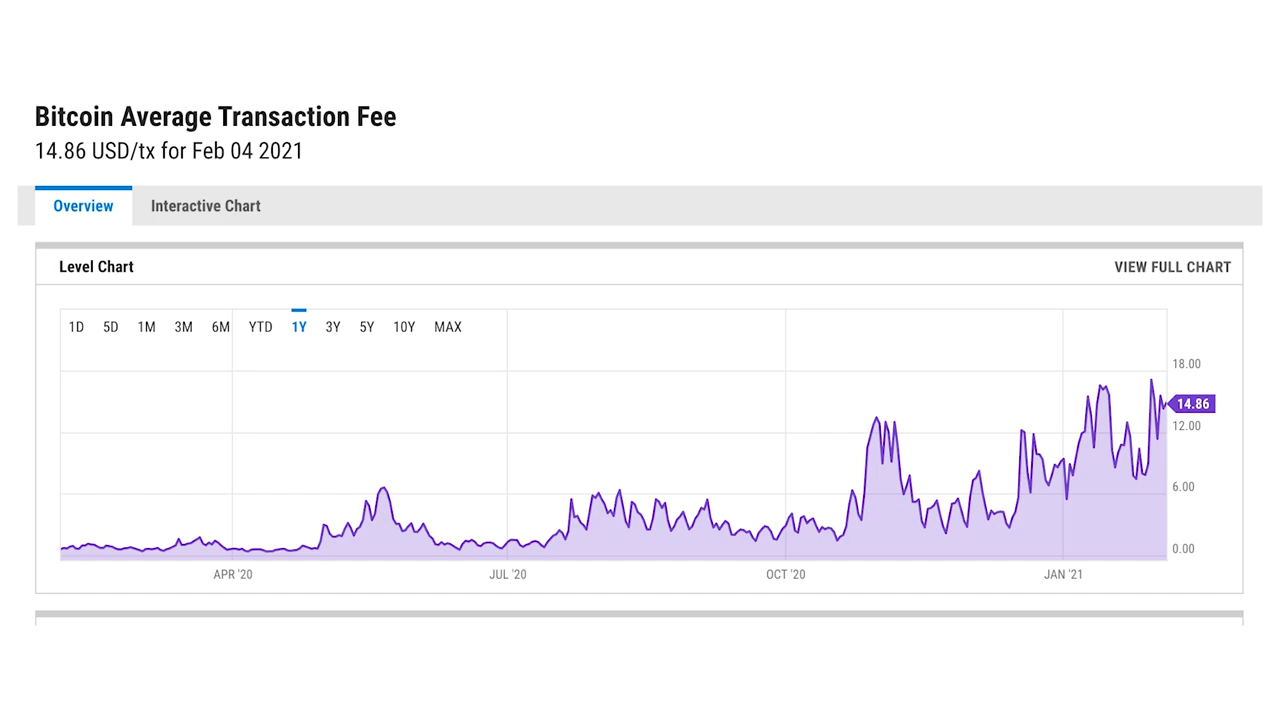 Bitcoin Average Transaction Fee
14.86 USD/tx for Feb 04 2021
Overview Interactive Chart
Level Chart VIEW FULL CHART
1D 5D 1M 3M 6M YTD 1Y 3Y 5Y 10Y MAX
18.00
14.86
12.00
6.00
0.00
APR '20 JUL '20 OCT '20 JAN '21